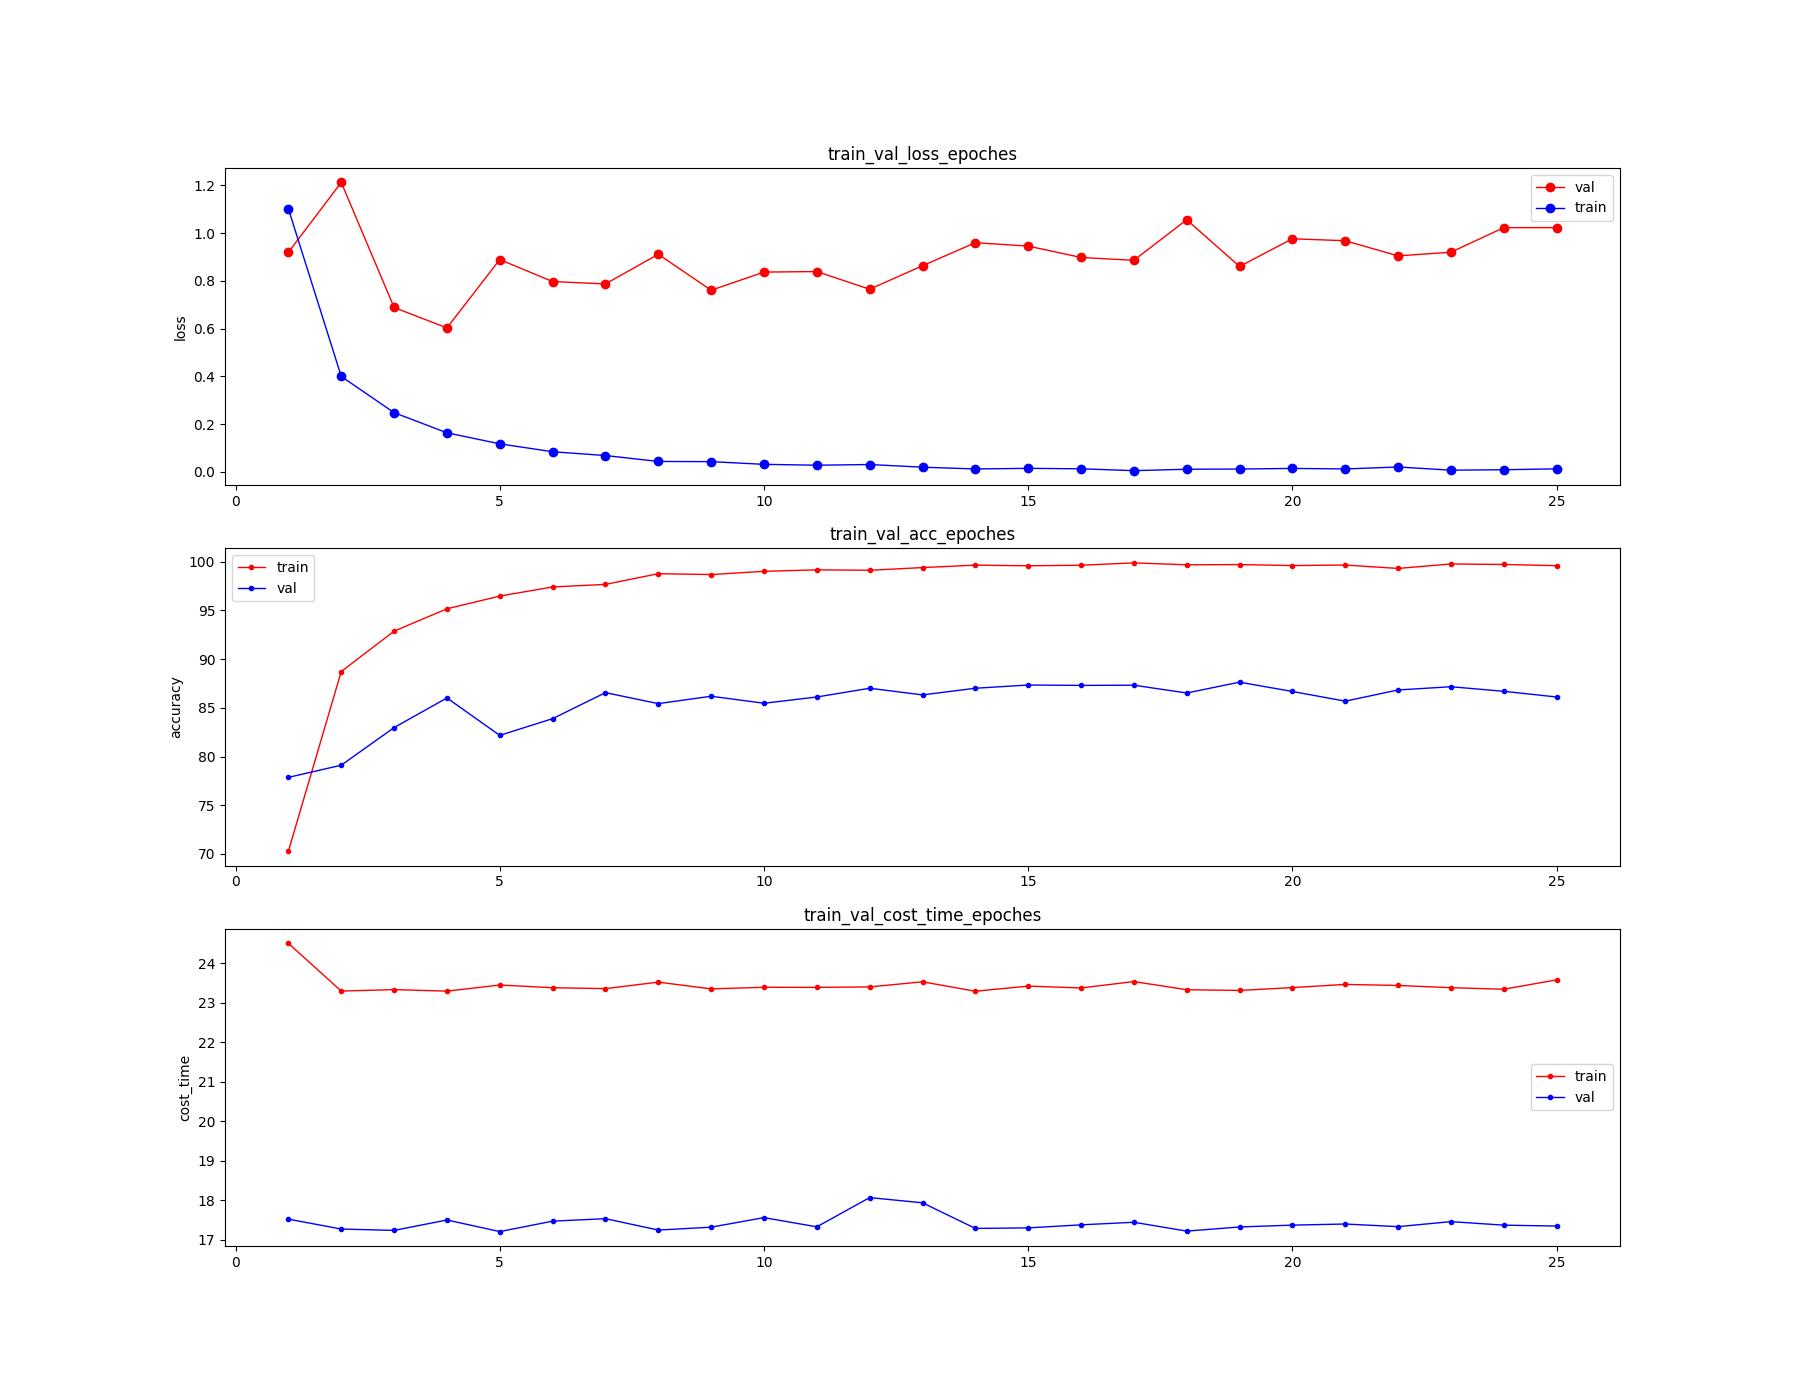 train_val_loss_epoches
loss
1.2
1.0
0.8
0.6
0.4
0.2
0.0
val
train
0 5 10 15 20 25
train_val_acc_epoches
accuracy
100
95
90
85
80
75
70
train
val
0 5 10 15 20 25
train_val_cost_time_epoches
cost_time
24
23
22
21
20
19
18
17
train
val
0 5 10 15 20 25